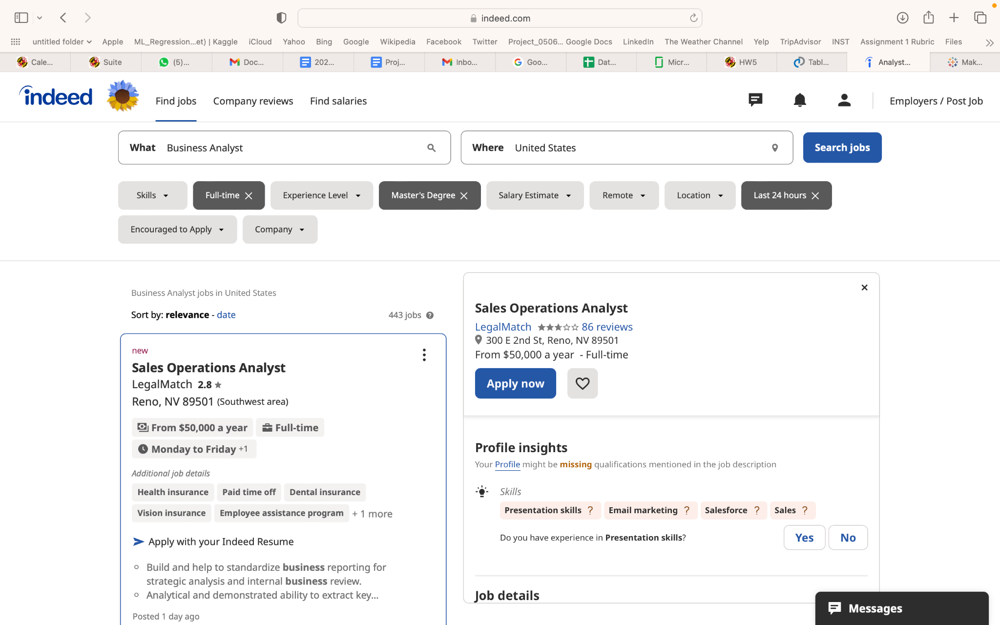 indeed.com
untitled folder Apple ML_Regression...et) | Kaggle iCloud Yahoo Bing Google Wikipedia Facebook Twitter Project_0506... Google Docs LinkedIn The Weather Channel Yelp TripAdvisor INST Assignment 1 Rubric Files
Cale... Suite (5)... Doc... 202... Proj... Inbo... Goo... Dat... Micr... HW5 Tabl... Analyst... Mak...
indeed Find jobs Company reviews Find salaries Employers / Post Job
What Business Analyst Where United States Search jobs
Skills Full-time Experience Level Master's Degree Salary Estimate Remote Location Last 24 hours
Encouraged to Apply Company
Business Analyst jobs in United States
Sort by: relevance - date 443 jobs ?
new
Sales Operations Analyst
LegalMatch 2.8
Reno, NV 89501 (Southwest area)
From $50,000 a year Full-time
Monday to Friday +1
Additional job details
Health insurance Paid time off Dental insurance
Vision insurance Employee assistance program + 1 more
Apply with your Indeed Resume
Build and help to standardize business reporting for
strategic analysis and internal business review.
Analytical and demonstrated ability to extract key...
Posted 1 day ago
Sales Operations Analyst
LegalMatch 86 reviews
300 E 2nd St, Reno, NV 89501
From $50,000 a year - Full-time
Apply now
Profile insights
Your Profile might be missing qualifications mentioned in the job description
Skills
Presentation skills ? Email marketing ? Salesforce ? Sales ?
Do you have experience in Presentation skills? Yes No
Job details
Messages